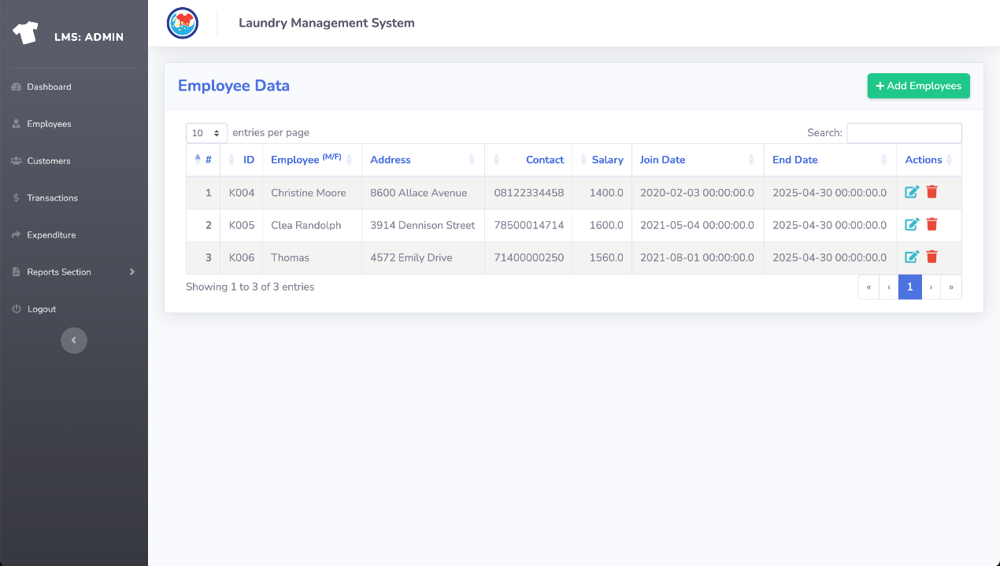 LMS: ADMIN
Dashboard
Employees
Customers
Transactions
Expenditure
Reports Section
Logout
Laundry Management System
Employee Data
+ Add Employees
10 entries per page
Search:
# ID Employee (M/F) Address Contact Salary Join Date End Date Actions
1 K004 Christine Moore 8600 Allace Avenue 08122334458 1400.0 2020-02-03 00:00:00.0 2025-04-30 00:00:00.0
2 K005 Clea Randolph 3914 Dennison Street 78500014714 1600.0 2021-05-04 00:00:00.0 2025-04-30 00:00:00.0
3 K006 Thomas 4572 Emily Drive 71400000250 1560.0 2021-08-01 00:00:00.0 2025-04-30 00:00:00.0
Showing 1 to 3 of 3 entries
« ‹ 1 › »